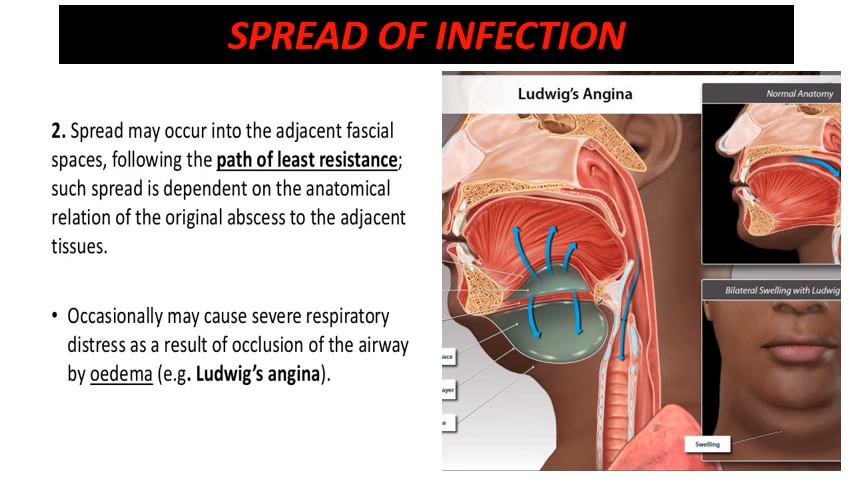 SPREAD OF INFECTION
2. Spread may occur into the adjacent fascial
spaces, following the path of least resistance;
such spread is dependent on the anatomical
relation of the original abscess to the adjacent
tissues.
• Occasionally may cause severe respiratory
distress as a result of occlusion of the airway
by oedema (e.g. Ludwig's angina).
Ludwig's Angina
Normal Anatomy
Bilateral Swelling with Ludwig
Swelling